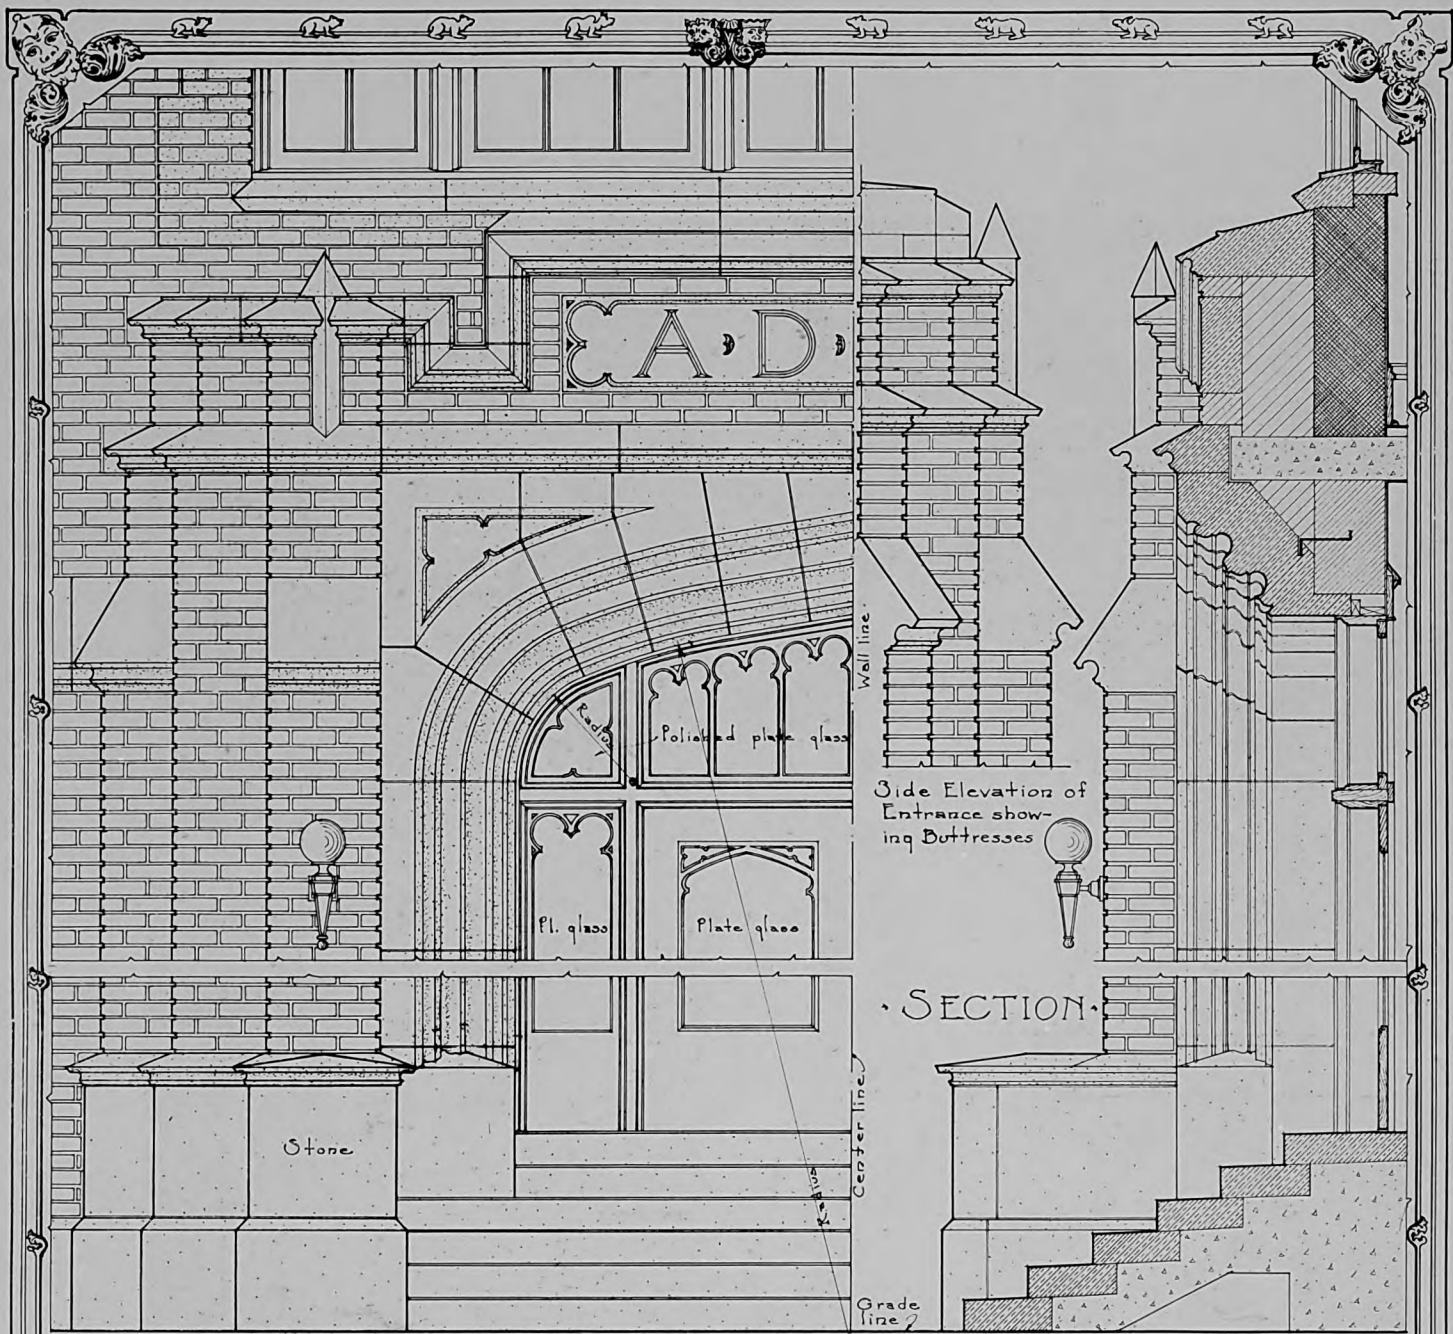 A · D ·
Wall line
Radius
Polished plate glass
Side Elevation of
Entrance show-
ing Buttresses
Pl. glass
Plate glass
· SECTION ·
Stone
Center line
Radius
Grade
line